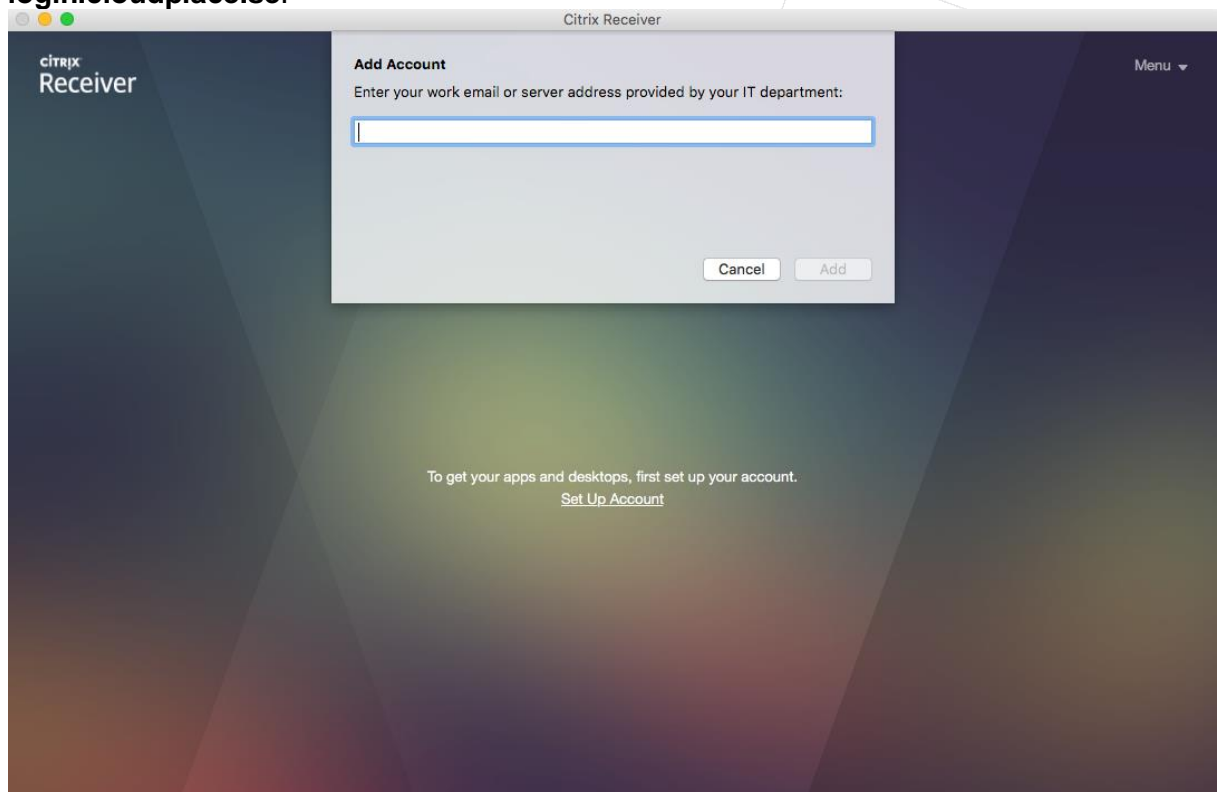 Citrix Receiver
CITRIX
Receiver
Add Account
Enter your work email or server address provided by your IT department:
Menu
Cancel
Add
To get your apps and desktops, first set up your account.
Set Up Account